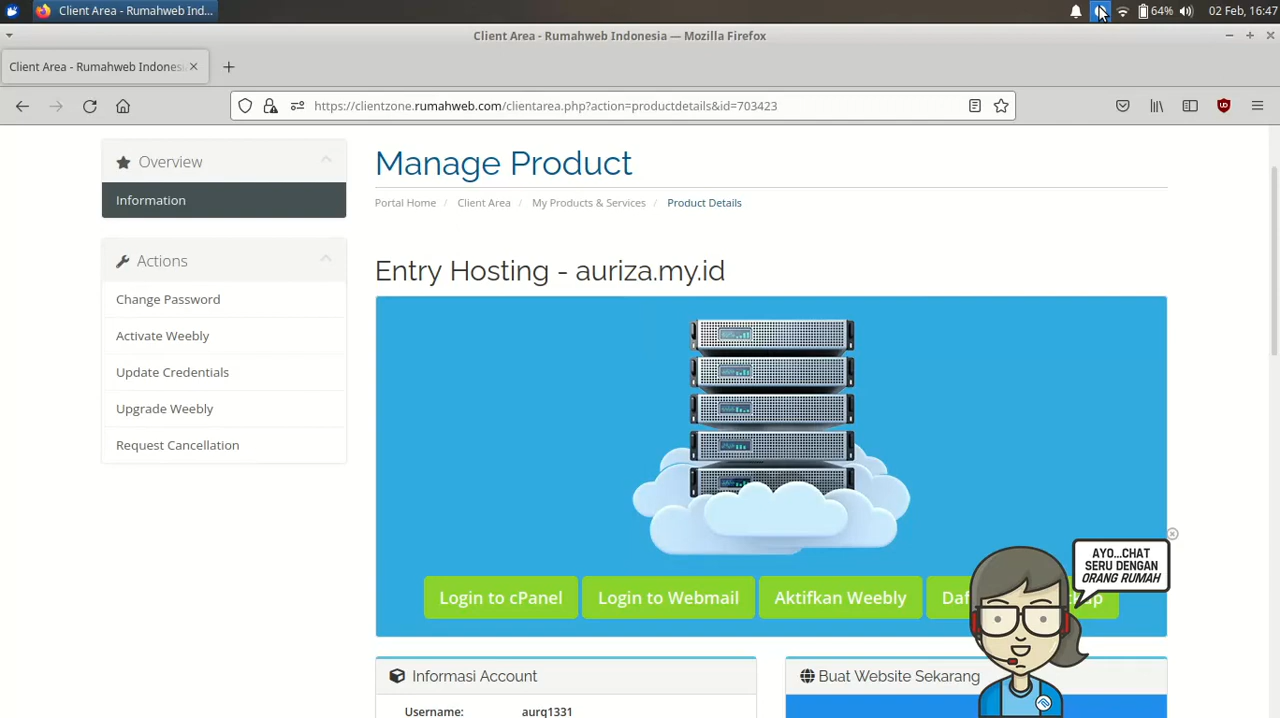 Client Area - Rumahweb Ind...
64%
02 Feb, 16:47
Client Area - Rumahweb Indonesia — Mozilla Firefox
Client Area - Rumahweb Indones
https://clientzone.rumahweb.com/clientarea.php?action=productdetails&id=703423
Overview
Information
Actions
Change Password
Activate Weebly
Update Credentials
Upgrade Weebly
Request Cancellation
Manage Product
Portal Home / Client Area / My Products & Services / Product Details
Entry Hosting - auriza.my.id
Login to cPanel
Login to Webmail
Aktifkan Weebly
AYO...CHAT
SERU DENGAN
ORANG RUMAH
Informasi Account
Username: aurq1331
Buat Website Sekarang